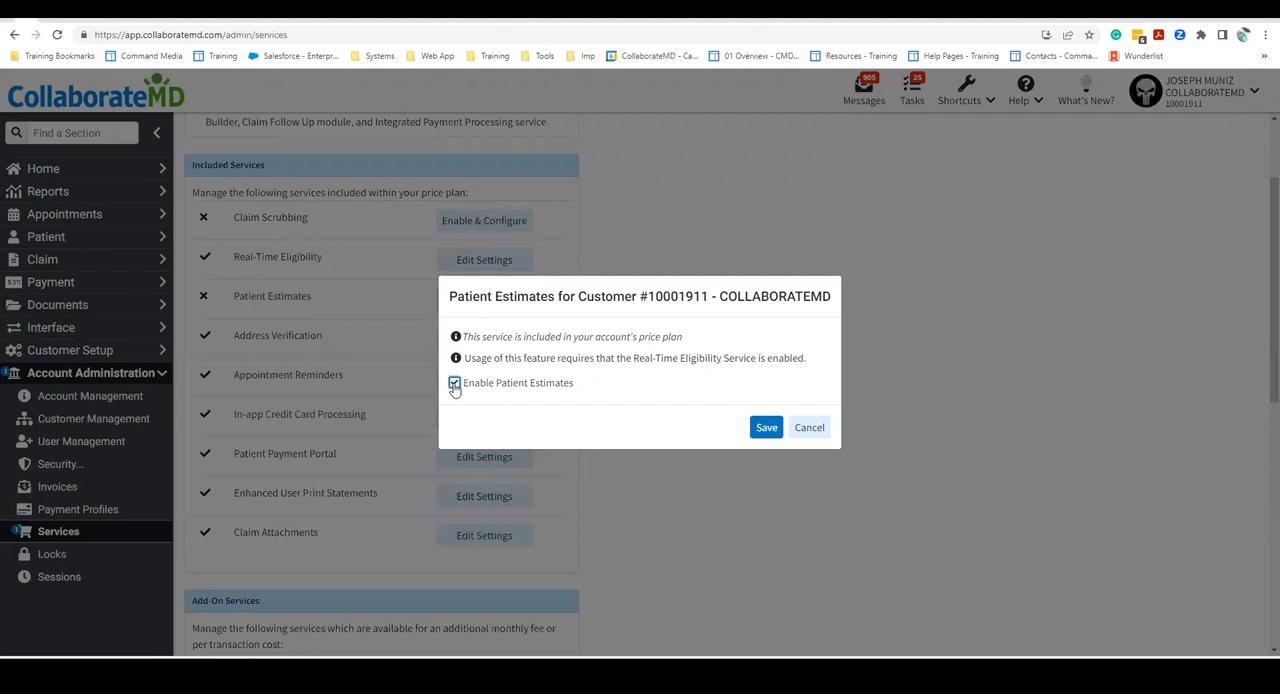 https://app.collaboratemd.com/admin/services
Training Bookmarks
Command Media
Training
Salesforce - Enterpr...
Systems
Web App
Training
Tools
Imp
CollaborateMD - Ca...
01 Overview - CMD...
Resources - Training
Help Pages - Training
Contacts - Comma...
Wunderlist
»
CollaborateMD
905
Messages
25
Tasks
Shortcuts
Help
What's New?
JOSEPH MUNIZ
COLLABORATEMD
10001911
Find a Section
Home
Reports
Appointments
Patient
Claim
Payment
Documents
Interface
Customer Setup
Account Administration
Account Management
Customer Management
User Management
Security...
Invoices
Payment Profiles
Services
Locks
Sessions
Builder, Claim Follow Up module, and Integrated Payment Processing service.
Included Services
Manage the following services included within your price plan:
Claim Scrubbing
Enable & Configure
Real-Time Eligibility
Edit Settings
Patient Estimates
Address Verification
Appointment Reminders
In-app Credit Card Processing
Patient Payment Portal
Edit Settings
Enhanced User Print Statements
Edit Settings
Claim Attachments
Edit Settings
Add-On Services
Manage the following services which are available for an additional monthly fee or
per transaction cost:
Patient Estimates for Customer #10001911 - COLLABORATEMD
This service is included in your account's price plan
Usage of this feature requires that the Real-Time Eligibility Service is enabled.
Enable Patient Estimates
Save
Cancel